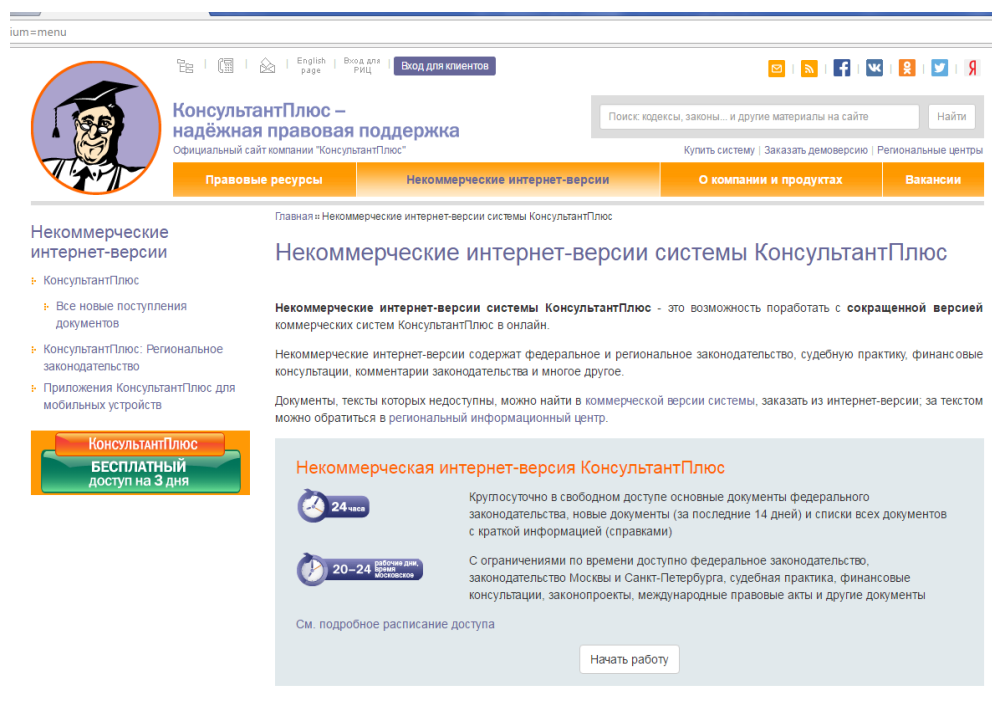 ium=menu
English page
Вход для РИЦ
Вход для клиентов
КонсультантПлюс –
надёжная правовая поддержка
Официальный сайт компании "КонсультантПлюс"
Поиск: кодексы, законы... и другие материалы на сайте
Найти
Купить систему | Заказать демоверсию | Региональные центры
Правовые ресурсы
Некоммерческие интернет-версии
О компании и продуктах
Вакансии
Некоммерческие
интернет-версии
КонсультантПлюс
Все новые поступления
документов
КонсультантПлюс: Региональное
законодательство
Приложения КонсультантПлюс для
мобильных устройств
КонсультантПлюс
БЕСПЛАТНЫЙ
доступ на 3 дня
Главная » Некоммерческие интернет-версии системы КонсультантПлюс
Некоммерческие интернет-версии системы КонсультантПлюс
Некоммерческие интернет-версии системы КонсультантПлюс - это возможность поработать с сокращенной версией
коммерческих систем КонсультантПлюс в онлайн.
Некоммерческие интернет-версии содержат федеральное и региональное законодательство, судебную практику, финансовые
консультации, комментарии законодательства и многое другое.
Документы, тексты которых недоступны, можно найти в коммерческой версии системы, заказать из интернет-версии; за текстом
можно обратиться в региональный информационный центр.
Некоммерческая интернет-версия КонсультантПлюс
24 часа
Круглосуточно в свободном доступе основные документы федерального
законодательства, новые документы (за последние 14 дней) и списки всех документов
с краткой информацией (справками)
20–24 рабочие дни, время московское
С ограничениями по времени доступно федеральное законодательство,
законодательство Москвы и Санкт-Петербурга, судебная практика, финансовые
консультации, законопроекты, международные правовые акты и другие документы
См. подробное расписание доступа
Начать работу